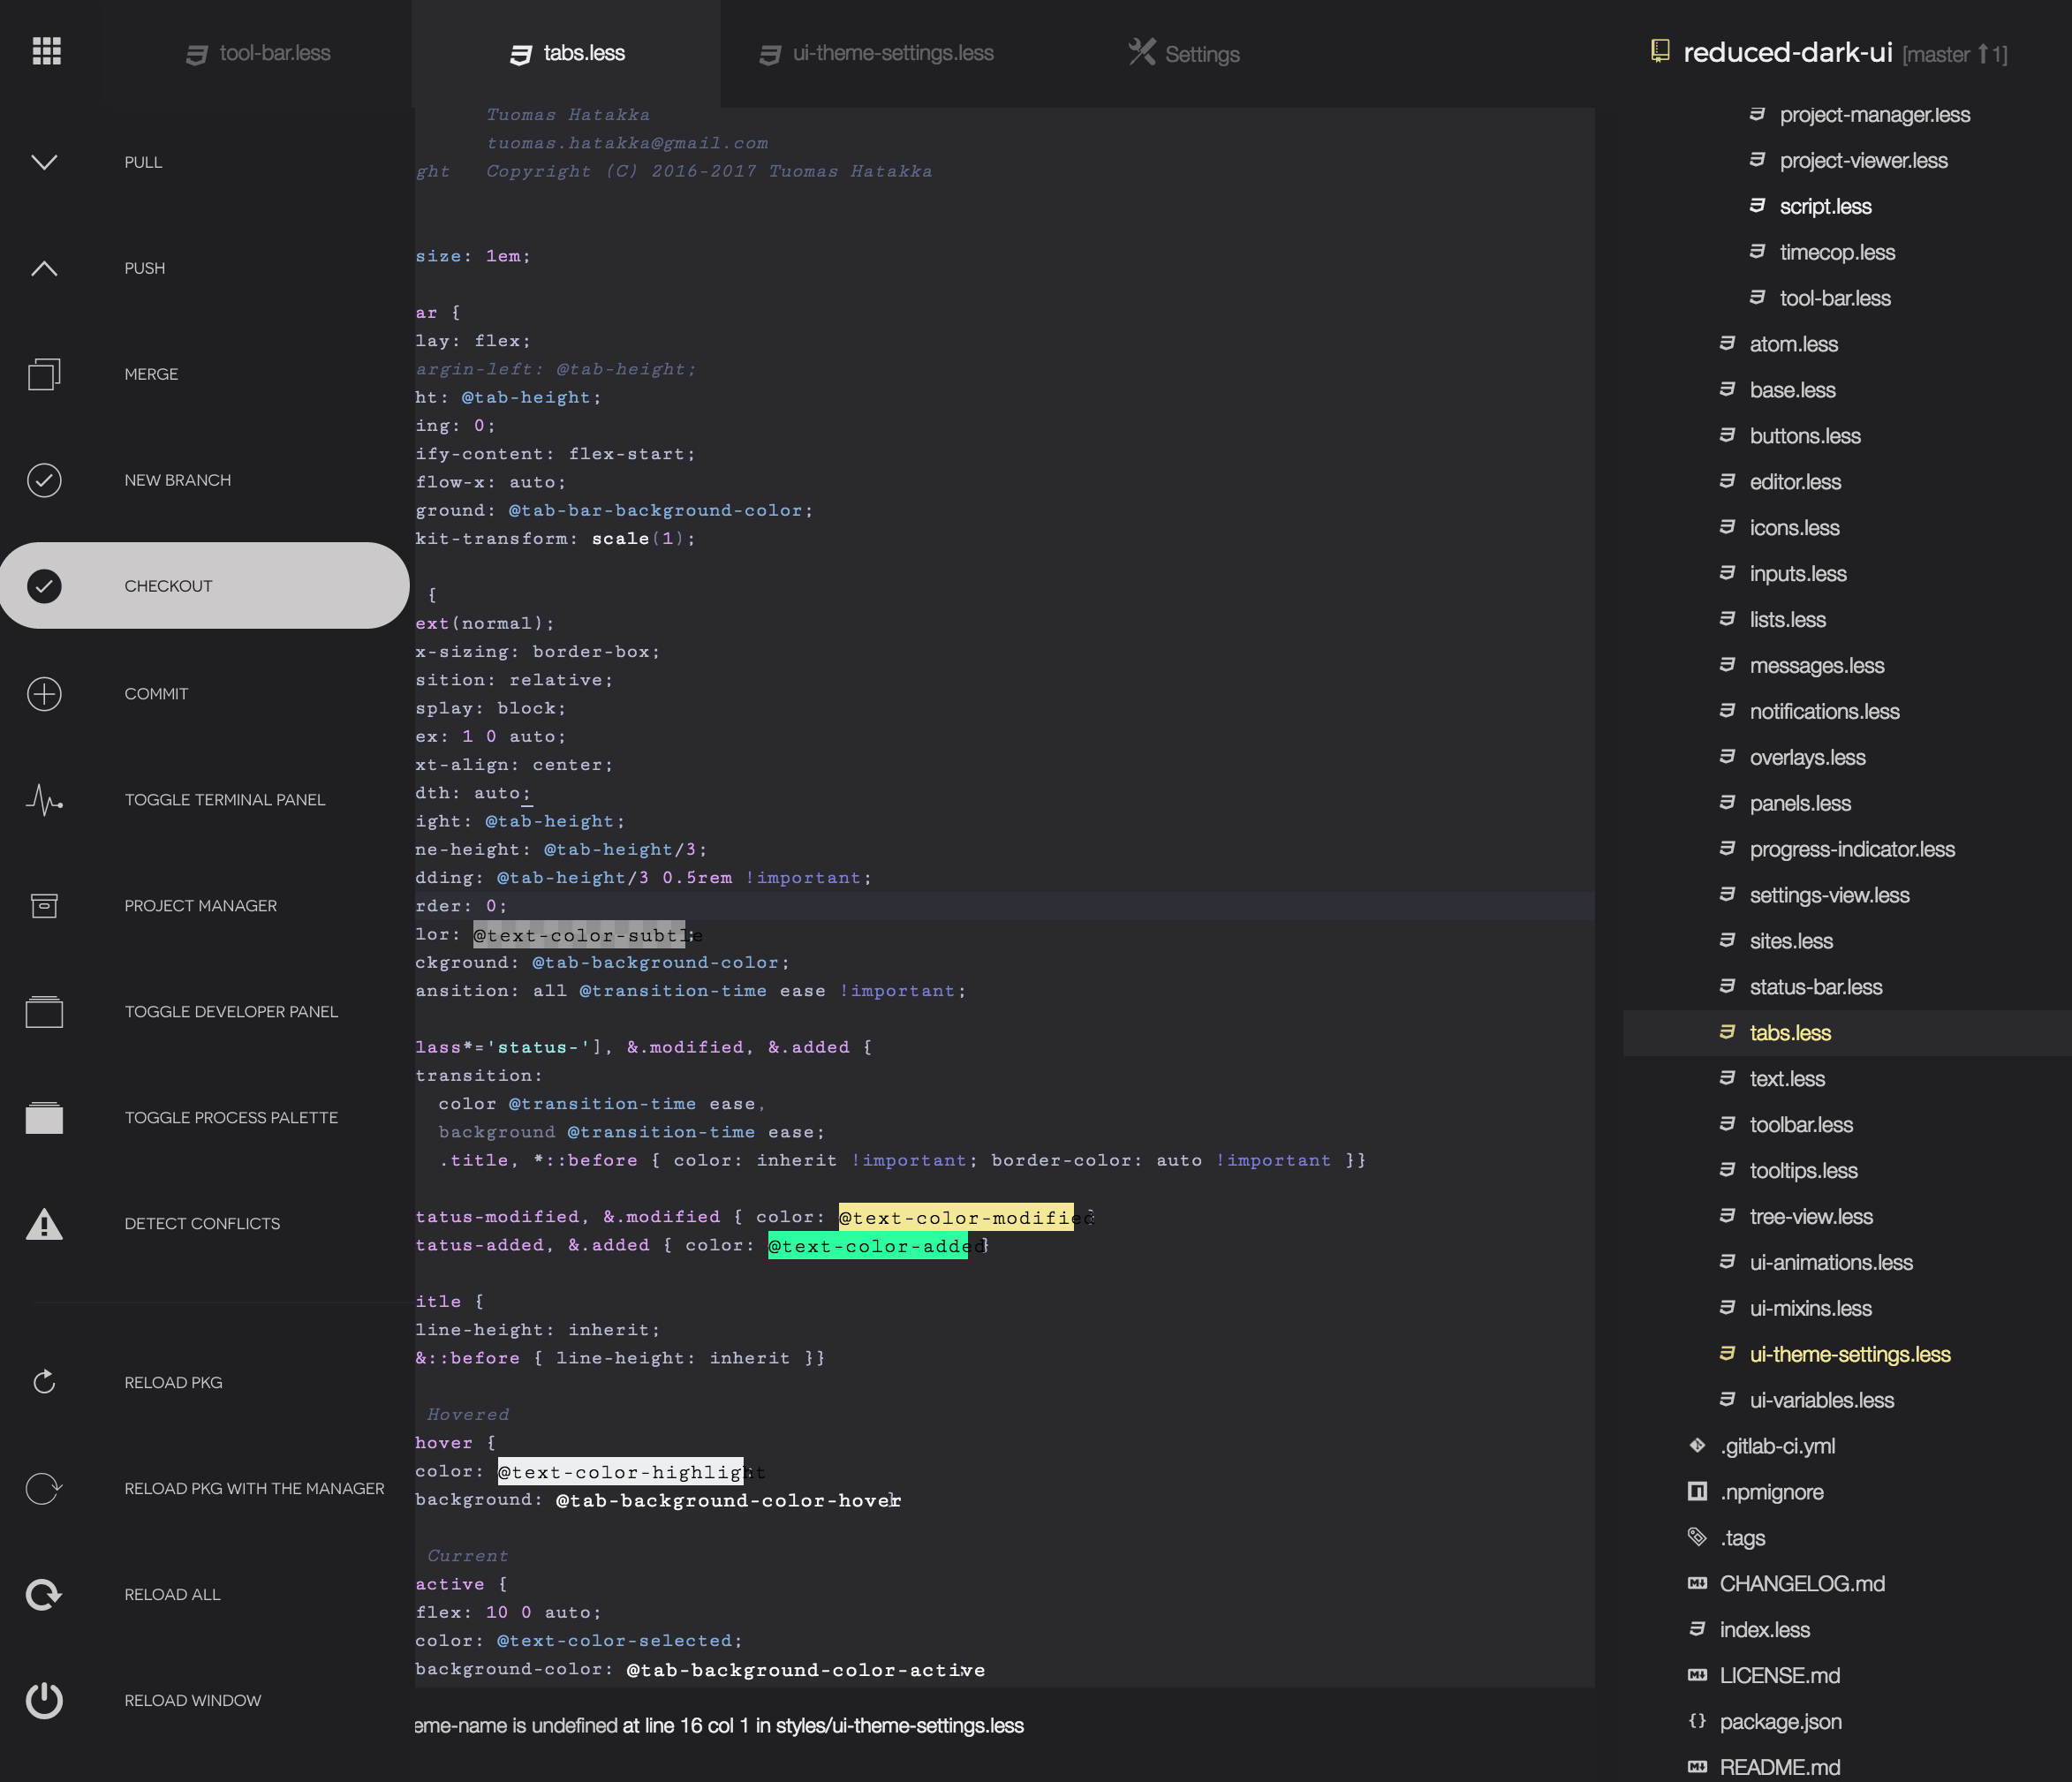 tool-bar.less
tabs.less
ui-theme-settings.less
Settings
reduced-dark-ui [master ⬆1]
PULL
PUSH
MERGE
NEW BRANCH
CHECKOUT
COMMIT
TOGGLE TERMINAL PANEL
PROJECT MANAGER
TOGGLE DEVELOPER PANEL
TOGGLE PROCESS PALETTE
DETECT CONFLICTS
RELOAD PKG
RELOAD PKG WITH THE MANAGER
RELOAD ALL
RELOAD WINDOW
Tuomas Hatakka
tuomas.hatakka@gmail.com
ght Copyright (C) 2016-2017 Tuomas Hatakka
size: 1em;
ar {
lay: flex;
argin-left: @tab-height;
ht: @tab-height;
ing: 0;
ify-content: flex-start;
flow-x: auto;
ground: @tab-bar-background-color;
kit-transform: scale(1);
{
ext(normal);
x-sizing: border-box;
sition: relative;
splay: block;
ex: 1 0 auto;
xt-align: center;
dth: auto;
ight: @tab-height;
ne-height: @tab-height/3;
dding: @tab-height/3 0.5rem !important;
rder: 0;
lor: @text-color-subtle
ckground: @tab-background-color;
ansition: all @transition-time ease !important;
lass*='status-'], &.modified, &.added {
transition:
color @transition-time ease,
background @transition-time ease;
.title, *::before { color: inherit !important; border-color: auto !important }}
tatus-modified, &.modified { color: @text-color-modified}
tatus-added, &.added { color: @text-color-added }
itle {
line-height: inherit;
&::before { line-height: inherit }}
Hovered
hover {
color: @text-color-highlight
background: @tab-background-color-hover
Current
active {
flex: 10 0 auto;
color: @text-color-selected;
background-color: @tab-background-color-active
eme-name is undefined at line 16 col 1 in styles/ui-theme-settings.less
project-manager.less
project-viewer.less
script.less
timecop.less
tool-bar.less
atom.less
base.less
buttons.less
editor.less
icons.less
inputs.less
lists.less
messages.less
notifications.less
overlays.less
panels.less
progress-indicator.less
settings-view.less
sites.less
status-bar.less
tabs.less
text.less
toolbar.less
tooltips.less
tree-view.less
ui-animations.less
ui-mixins.less
ui-theme-settings.less
ui-variables.less
.gitlab-ci.yml
.npmignore
.tags
CHANGELOG.md
index.less
LICENSE.md
package.json
README.md